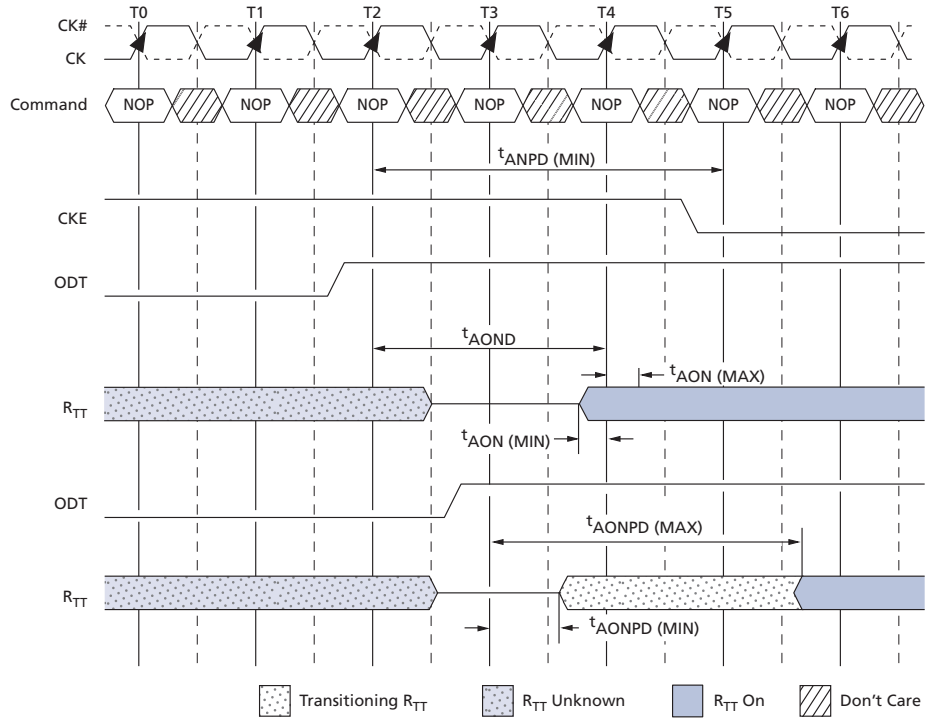 T0 T1 T2 T3 T4 T5 T6
CK#
CK
Command NOP NOP NOP NOP NOP NOP NOP
tANPD (MIN)
CKE
ODT
tAOND
tAON (MAX)
RTT
tAON (MIN)
ODT
tAONPD (MAX)
RTT
tAONPD (MIN)
Transitioning RTT RTT Unknown RTT On Don't Care